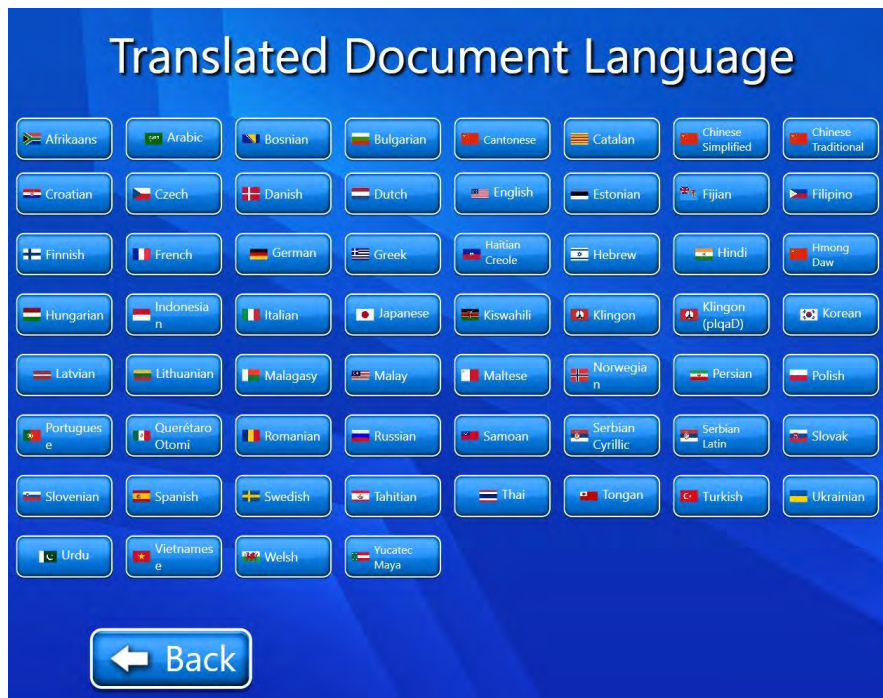 Translated Document Language
Afrikaans
Arabic
Bosnian
Bulgarian
Cantonese
Catalan
Chinese
Simplified
Chinese
Traditional
Croatian
Czech
Danish
Dutch
English
Estonian
Fijian
Filipino
Finnish
French
German
Greek
Haitian
Creole
Hebrew
Hindi
Hmong
Daw
Hungarian
Indonesia
n
Italian
Japanese
Kiswahili
Klingon
Klingon
(pIqaD)
Korean
Latvian
Lithuanian
Malagasy
Malay
Maltese
Norwegia
n
Persian
Polish
Portugues
e
Querétaro
Otomi
Romanian
Russian
Samoan
Serbian
Cyrillic
Serbian
Latin
Slovak
Slovenian
Spanish
Swedish
Tahitian
Thai
Tongan
Turkish
Ukrainian
Urdu
Vietnames
e
Welsh
Yucatec
Maya
Back